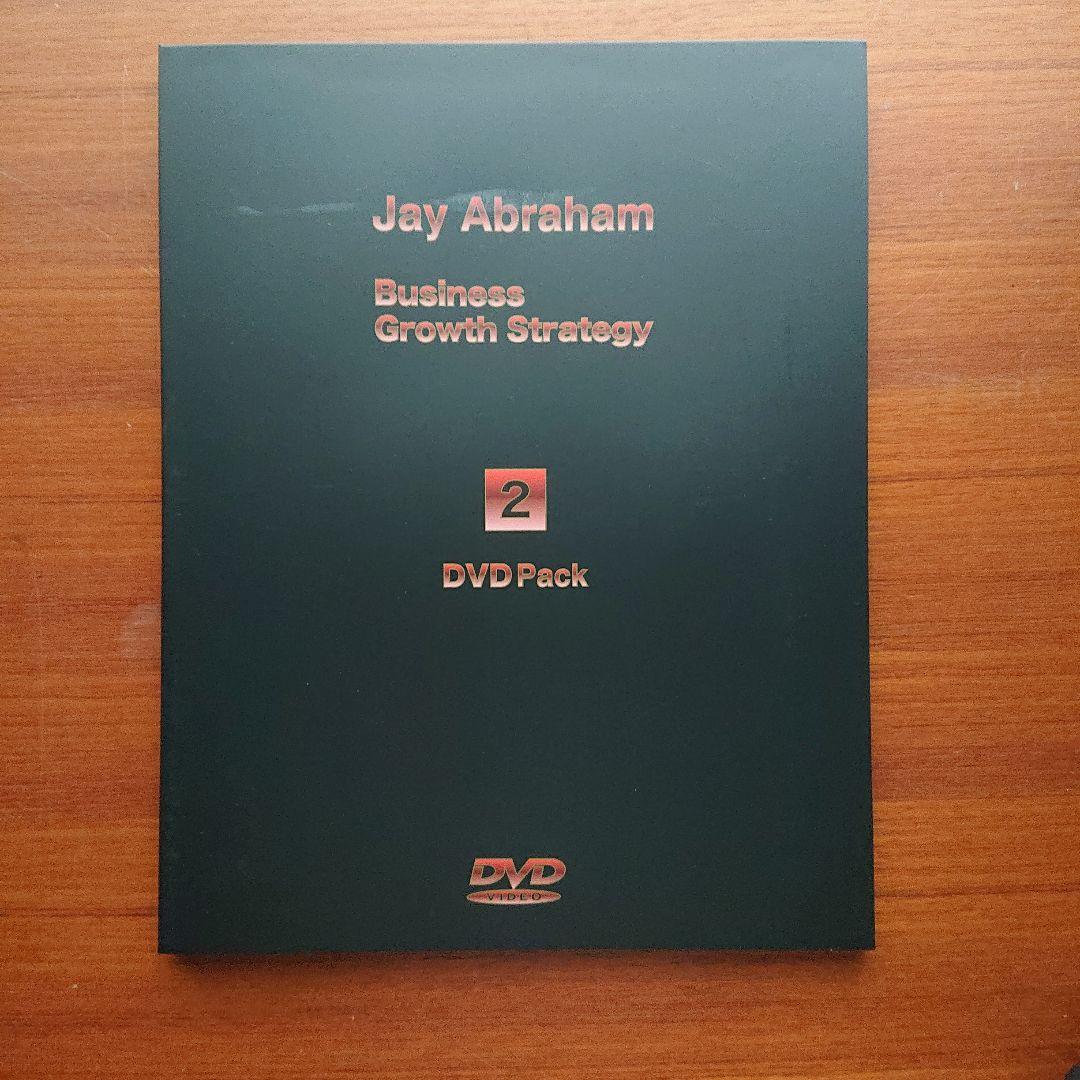 Jay Abraham
Business
Growth Strategy
2
DVD Pack
DVD
VIDEO